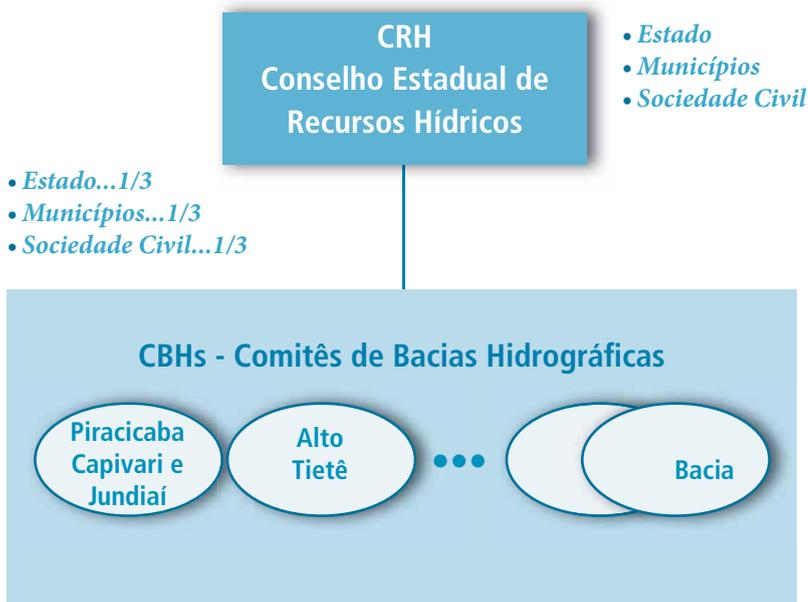 CRH
Conselho Estadual de
Recursos Hídricos
• Estado
• Municípios
• Sociedade Civil
• Estado...1/3
• Municípios...1/3
• Sociedade Civil...1/3
CBHs - Comitês de Bacias Hidrográficas
Piracicaba
Capivari e
Jundiaí
Alto
Tietê
•••
Bacia